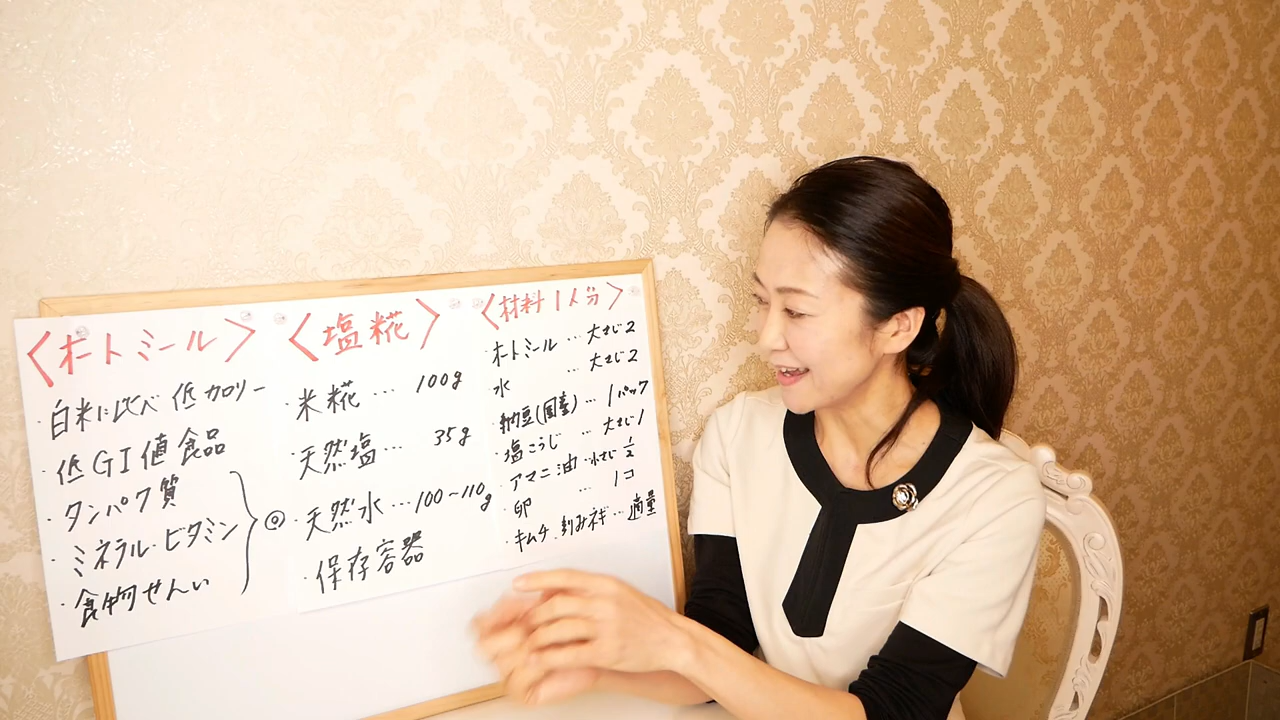 〈オートミール〉
・白米に比べ 低カロリー
・低GI値食品
・タンパク質
・ミネラル・ビタミン
・食物せんい
◎
〈塩糀〉
・米糀… 100g
・天然塩… 35g
・天然水…100~110g
・保存容器
〈材料 1人分〉
・オートミール…大さじ2
・水 …大さじ2
・納豆(国産)…1パック
・塩こうじ …大さじ1
・アマニ油…小さじ1/2
・卵 … 1コ
・キムチ、刻みネギ…適量